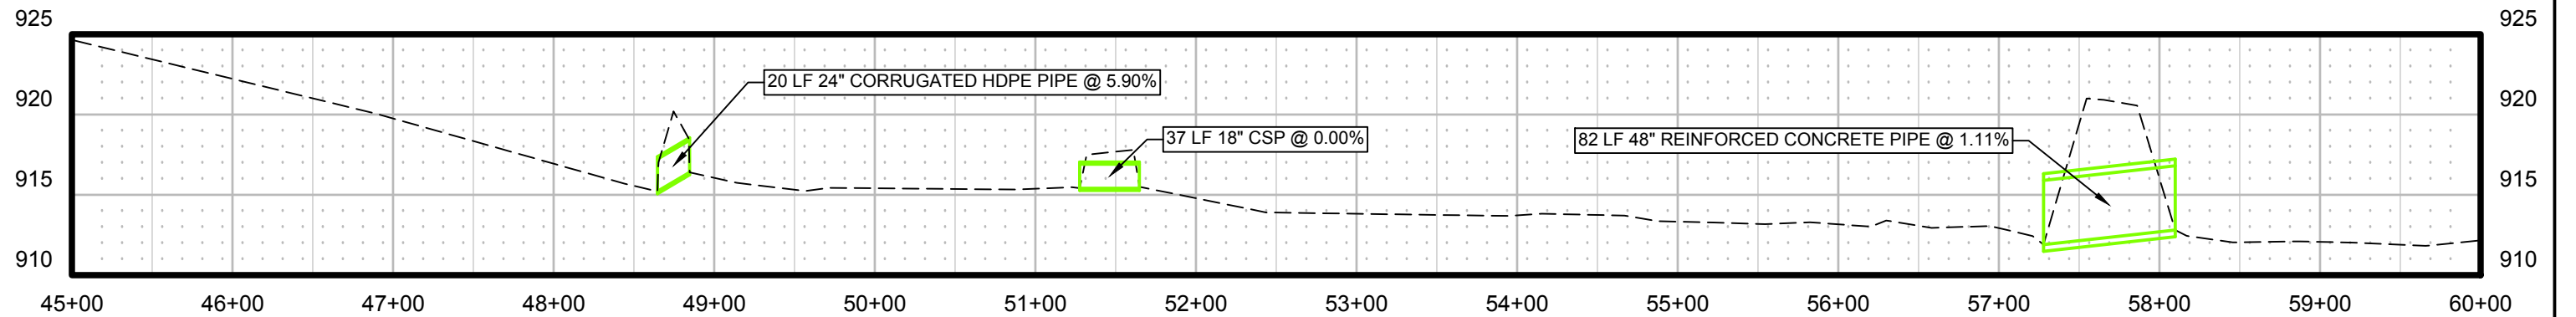 925
925
20 LF 24" CORRUGATED HDPE PIPE @ 5.90%
920
920
37 LF 18" CSP @ 0.00%
82 LF 48" REINFORCED CONCRETE PIPE @ 1.11%
915
915
910
910
45+00 46+00 47+00 48+00 49+00 50+00 51+00 52+00 53+00 54+00 55+00 56+00 57+00 58+00 59+00 60+00